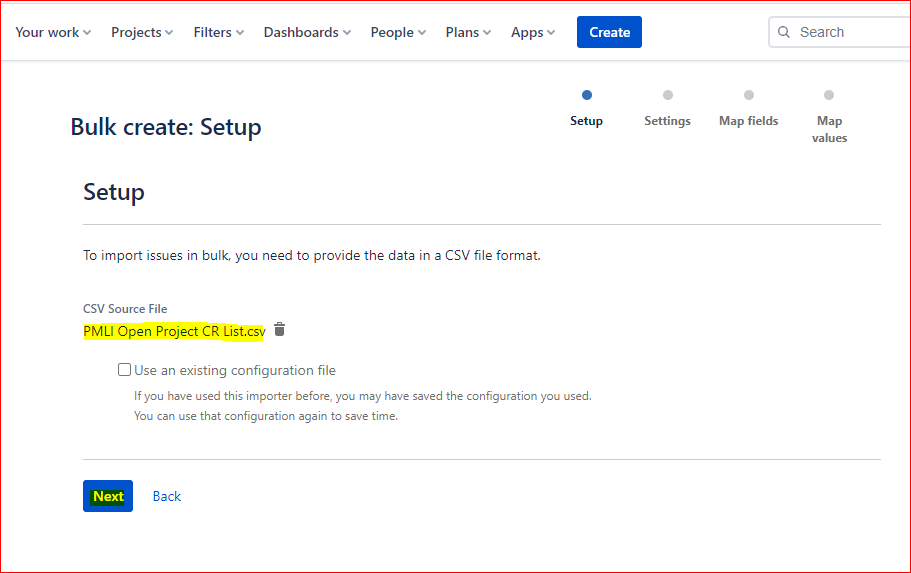 Your work Projects Filters Dashboards People Plans Apps Create Search
Bulk create: Setup
Setup Settings Map fields Map
values
Setup
To import issues in bulk, you need to provide the data in a CSV file format.
CSV Source File
PMLI Open Project CR List.csv
Use an existing configuration file
If you have used this importer before, you may have saved the configuration you used.
You can use that configuration again to save time.
Next Back